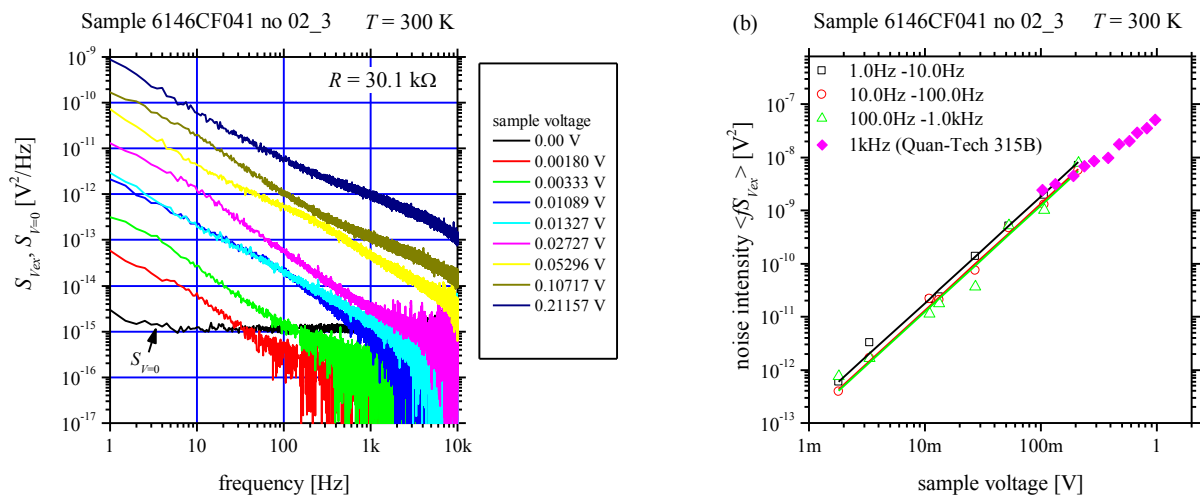 Sample 6146CF041 no 02_3 T = 300 K
10⁻⁹
10⁻¹⁰
10⁻¹¹
10⁻¹²
10⁻¹³
10⁻¹⁴
10⁻¹⁵
10⁻¹⁶
10⁻¹⁷
S_Vex, S_V=0 [V²/Hz]
R = 30.1 kΩ
S_V=0
1 10 100 1k 10k
frequency [Hz]
sample voltage
0.00 V
0.00180 V
0.00333 V
0.01089 V
0.01327 V
0.02727 V
0.05296 V
0.10717 V
0.21157 V
(b) Sample 6146CF041 no 02_3 T = 300 K
1.0Hz -10.0Hz
10.0Hz -100.0Hz
100.0Hz -1.0kHz
1kHz (Quan-Tech 315B)
noise intensity <fS_Vex> [V²]
10⁻⁷
10⁻⁸
10⁻⁹
10⁻¹⁰
10⁻¹¹
10⁻¹²
10⁻¹³
1m 10m 100m 1
sample voltage [V]